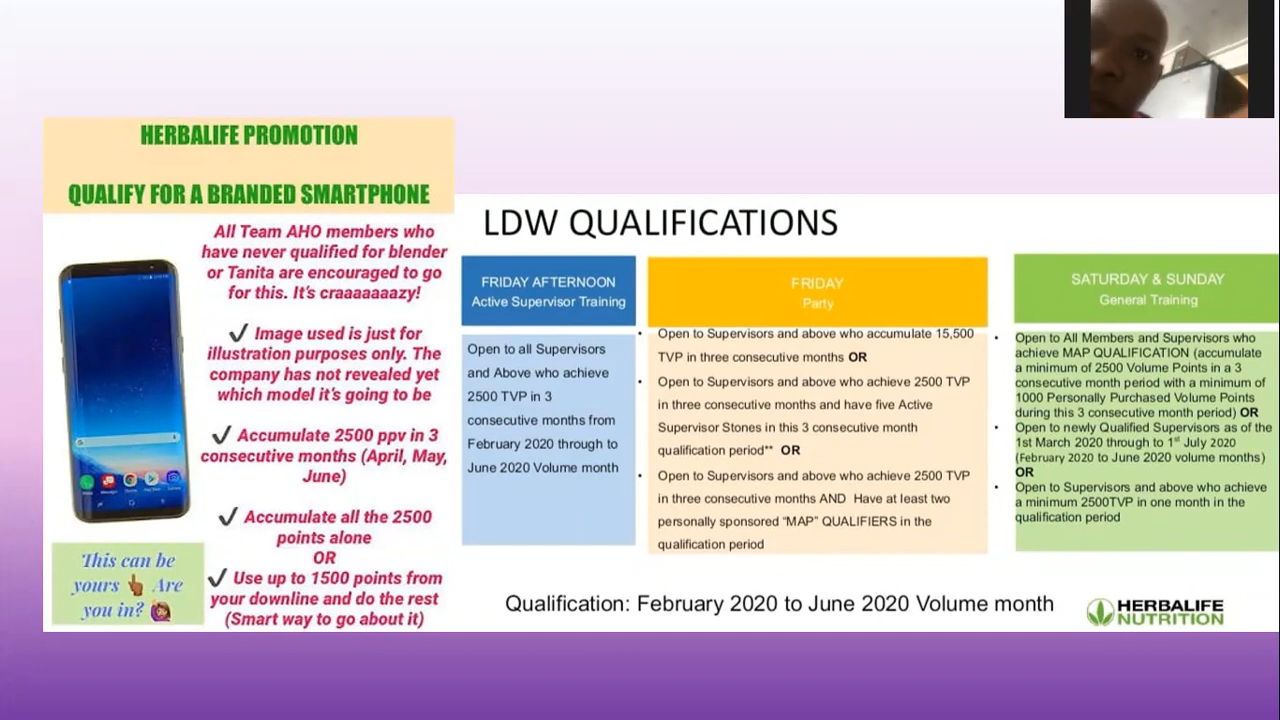 HERBALIFE PROMOTION
QUALIFY FOR A BRANDED SMARTPHONE
All Team AHO members who
have never qualified for blender
or Tanita are encouraged to go
for this. It's craaaaaaazy!
✔ Image used is just for
illustration purposes only. The
company has not revealed yet
which model it's going to be
✔ Accumulate 2500 ppv in 3
consecutive months (April, May,
June)
✔ Accumulate all the 2500
points alone
OR
✔ Use up to 1500 points from
your downline and do the rest
(Smart way to go about it)
This can be
yours 👆🏾 Are
you in? 🙋🏾‍♀️
LDW QUALIFICATIONS
FRIDAY AFTERNOON
Active Supervisor Training
Open to all Supervisors
and Above who achieve
2500 TVP in 3
consecutive months from
February 2020 through to
June 2020 Volume month
FRIDAY
Party
• Open to Supervisors and above who accumulate 15,500
TVP in three consecutive months OR
• Open to Supervisors and above who achieve 2500 TVP
in three consecutive months and have five Active
Supervisor Stones in this 3 consecutive month
qualification period** OR
• Open to Supervisors and above who achieve 2500 TVP
in three consecutive months AND Have at least two
personally sponsored "MAP" QUALIFIERS in the
qualification period
SATURDAY & SUNDAY
General Training
• Open to All Members and Supervisors who
achieve MAP QUALIFICATION (accumulate
a minimum of 2500 Volume Points in a 3
consecutive month period with a minimum of
1000 Personally Purchased Volume Points
during this 3 consecutive month period) OR
• Open to newly Qualified Supervisors as of the
1st March 2020 through to 1st July 2020
(February 2020 to June 2020 volume months)
OR
• Open to Supervisors and above who achieve
a minimum 2500TVP in one month in the
qualification period
Qualification: February 2020 to June 2020 Volume month
HERBALIFE
NUTRITION